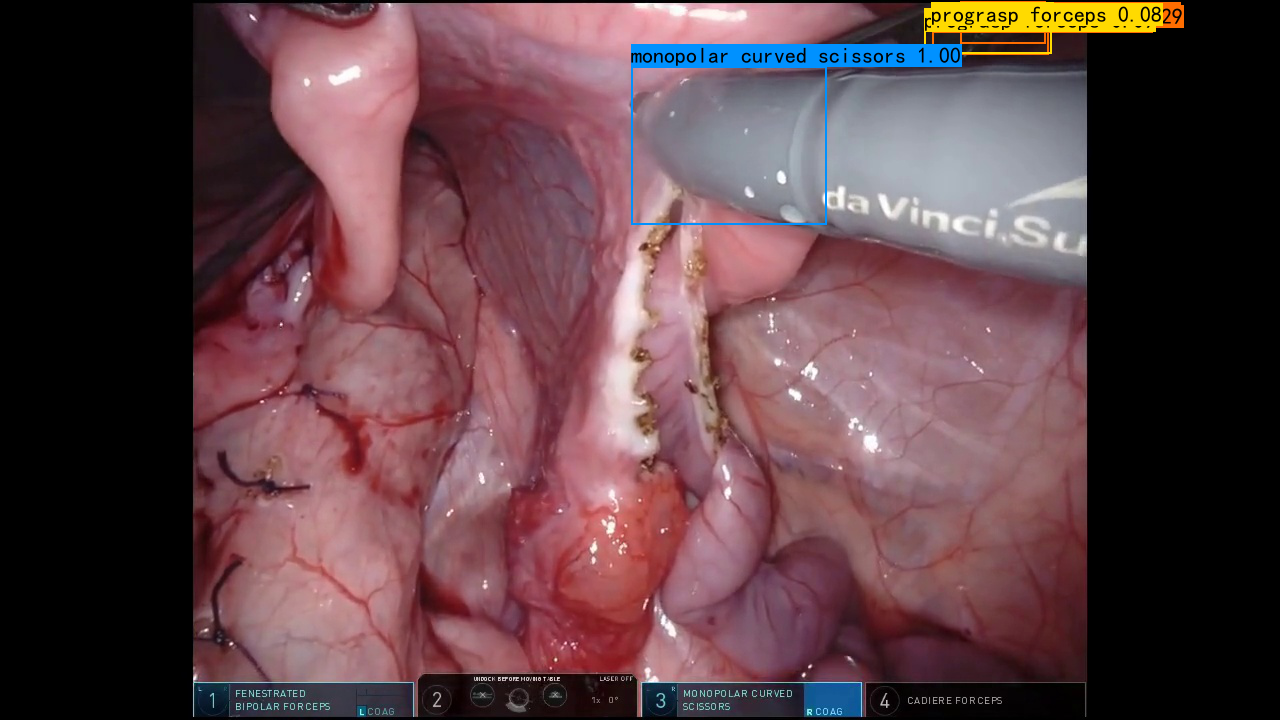 prograsp forceps 0.08
29
monopolar curved scissors 1.00
da Vinci.Su
UNDOCK BEFORE MOVING TABLE
LASER OFF
1 FENESTRATED BIPOLAR FORCEPS L COAG
2 1x 0°
3 MONOPOLAR CURVED SCISSORS R COAG
4 CADIERE FORCEPS